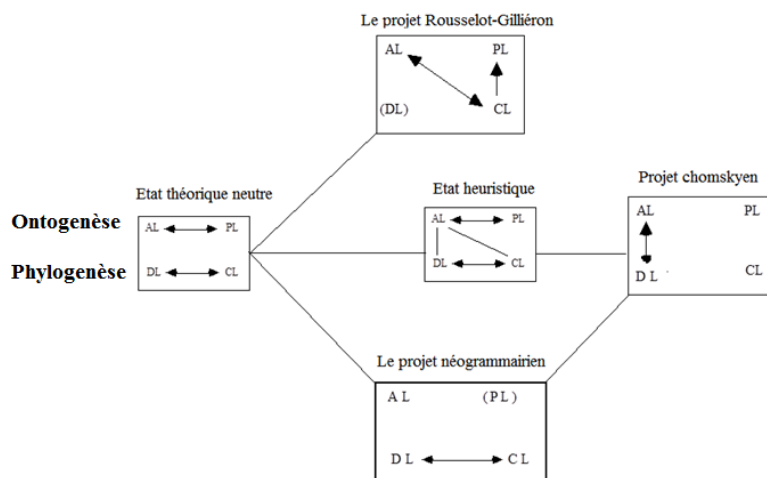 Le projet Rousselot-Gilliéron
AL PL
(DL) CL
Etat théorique neutre
Etat heuristique
Projet chomskyen
Ontogenèse
AL PL
AL PL
AL PL
Phylogenèse
DL CL
DL CL
D L CL
Le projet néogrammairien
A L (P L)
D L C L